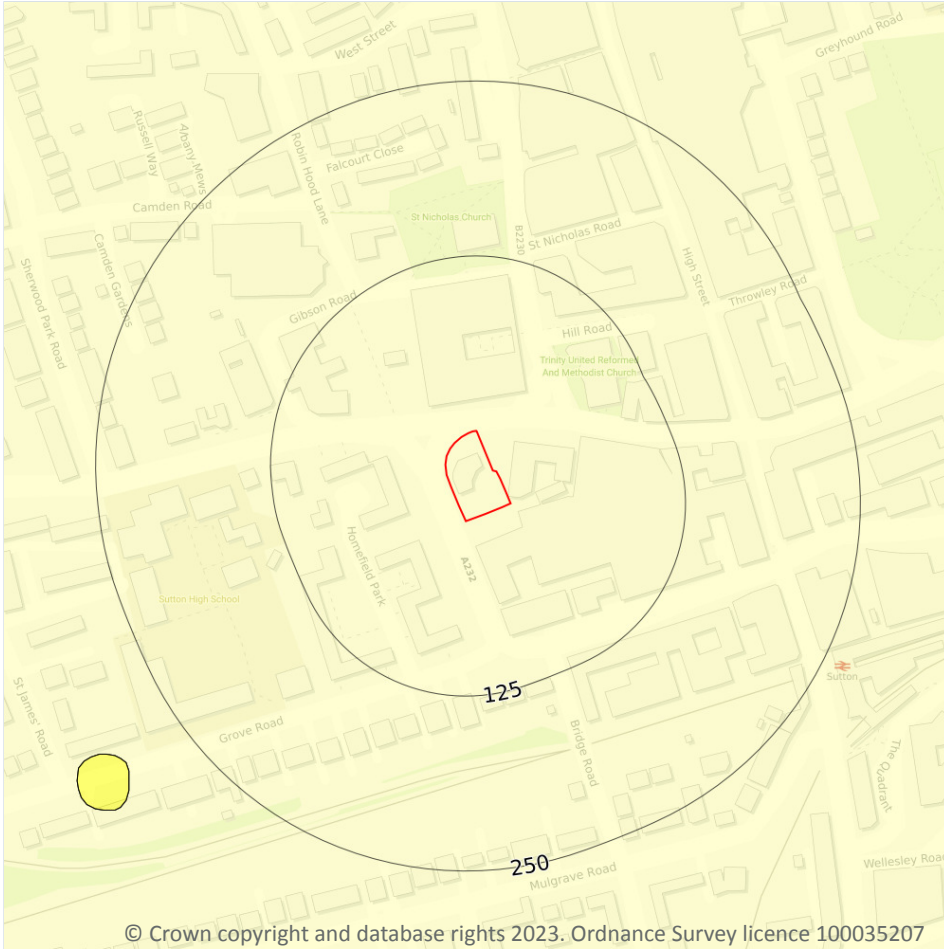 West Street
Greyhound Road
Russell Way
Albany Mews
Robin Hood Lane
Falcourt Close
Camden Road
St Nicholas Church
B2230
St Nicholas Road
Camden Gardens
Sherwood Park Road
High Street
Gibson Road
Throwley Road
Hill Road
Trinity United Reformed
And Methodist Church
Homefield Park
A232
Sutton High School
Sutton
125
St James' Road
Grove Road
Bridge Road
The Quadrant
250
Mulgrave Road
Wellesley Road
© Crown copyright and database rights 2023. Ordnance Survey licence 100035207